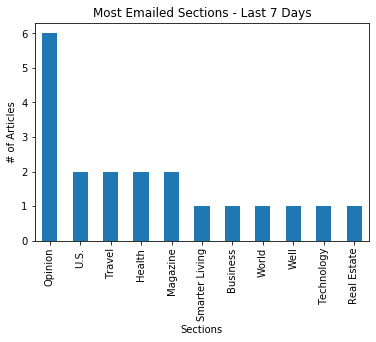 Most Emailed Sections - Last 7 Days
# of Articles
6
5
4
3
2
1
0
Opinion
U.S.
Travel
Health
Magazine
Smarter Living
Business
World
Well
Technology
Real Estate
Sections